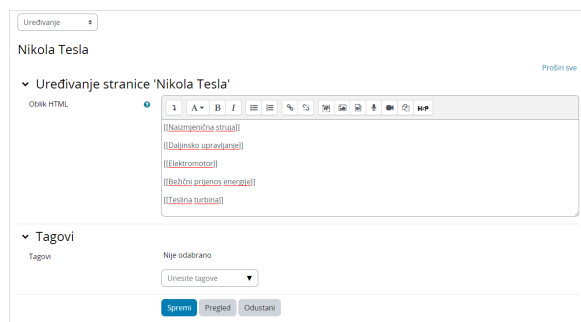 Uređivanje
Nikola Tesla
Proširi sve
Uređivanje stranice 'Nikola Tesla'
Oblik HTML
A B I H-P
[[Naizmjenična struja]]
[[Daljinsko upravljanje]]
[[Elektromotor]]
[[Bežični prijenos energije]]
[[Teslina turbina]]
Tagovi
Tagovi
Nije odabrano
Unesite tagove
Spremi Pregled Odustani